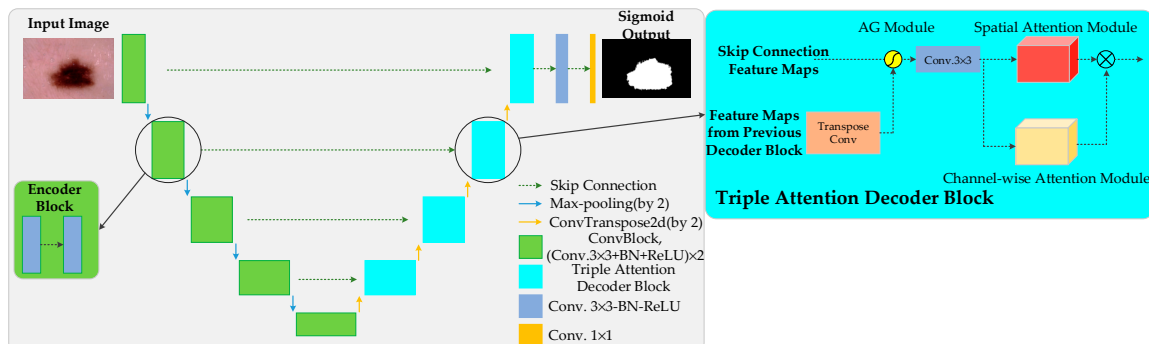 Input Image
Sigmoid
Output
Encoder
Block
Skip Connection
Max-pooling(by 2)
ConvTranspose2d(by 2)
ConvBlock,
(Conv.3×3+BN+ReLU)×2
Triple Attention
Decoder Block
Conv. 3×3-BN-ReLU
Conv. 1×1
AG Module
Spatial Attention Module
Skip Connection
Feature Maps
Conv.3×3
Feature Maps
from Previous
Decoder Block
Transpose
Conv
Channel-wise Attention Module
Triple Attention Decoder Block